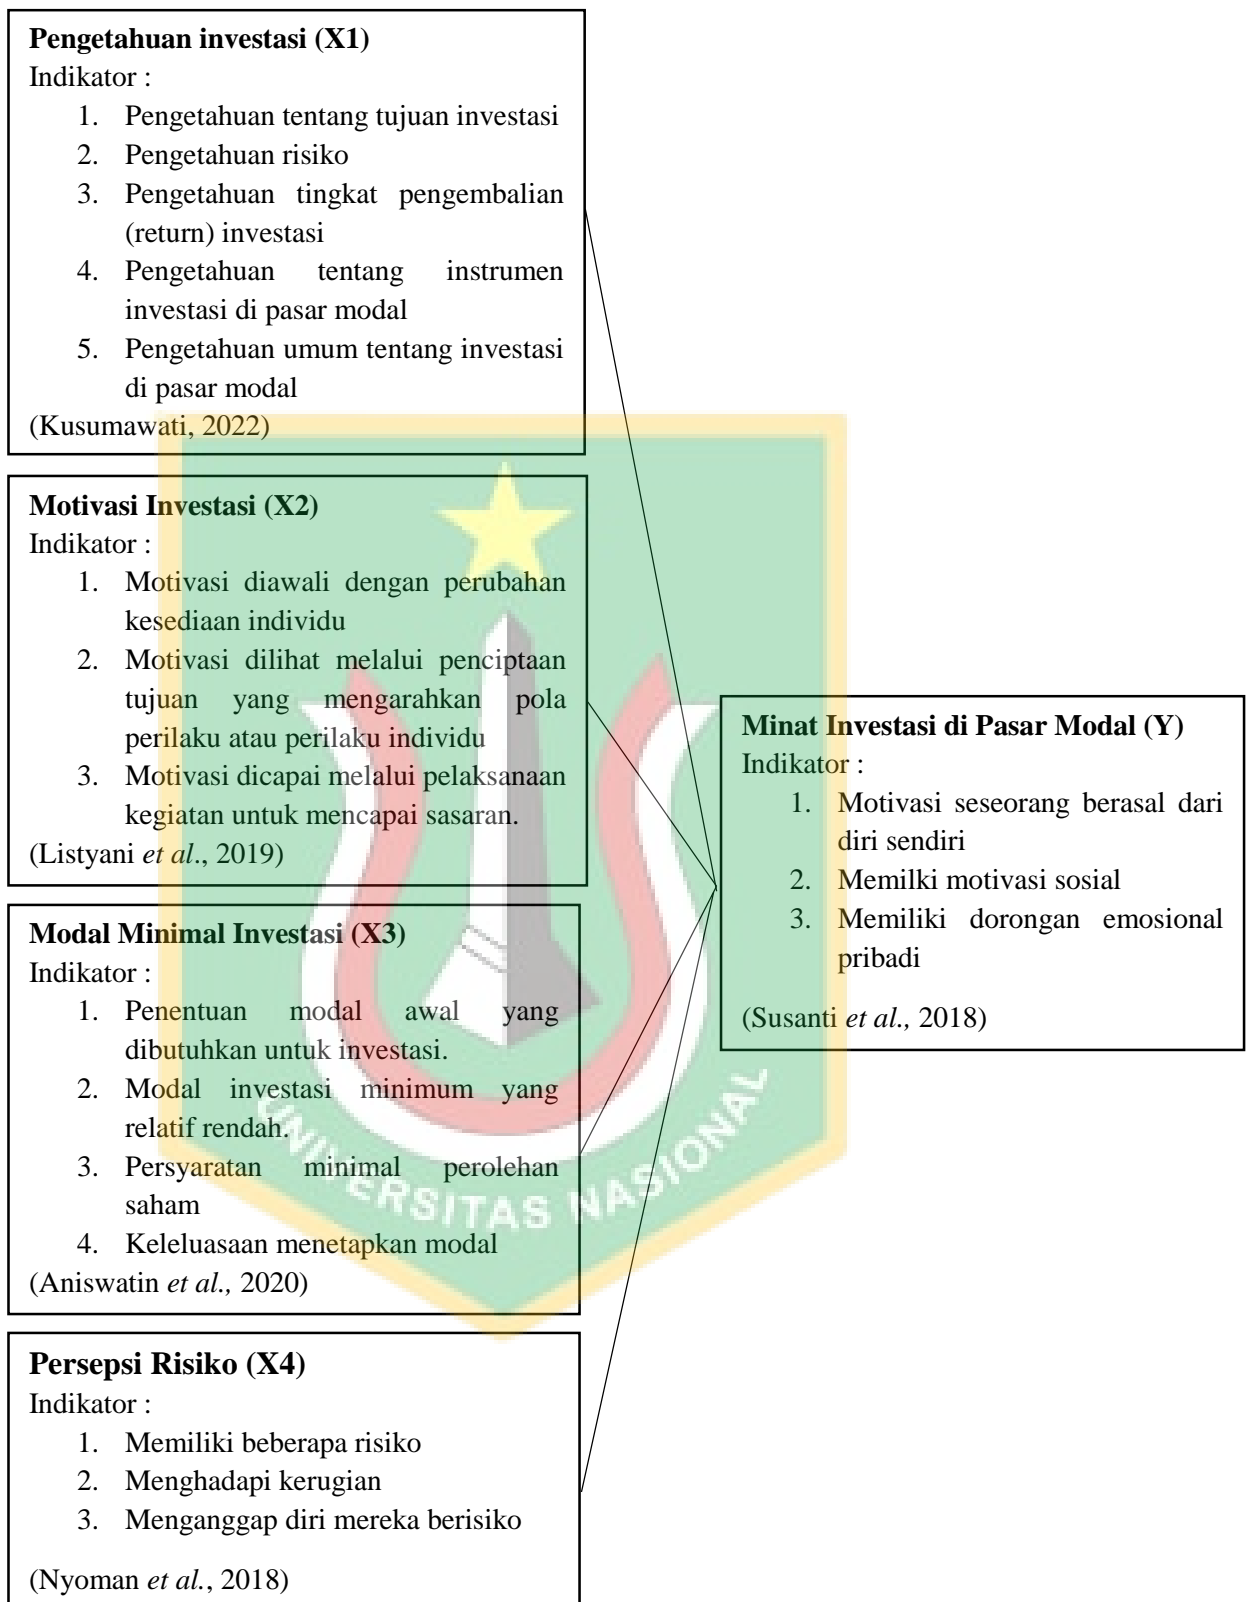 Pengetahuan investasi (X1)
Indikator :
1. Pengetahuan tentang tujuan investasi
2. Pengetahuan risiko
3. Pengetahuan tingkat pengembalian
(return) investasi
4. Pengetahuan tentang instrumen
investasi di pasar modal
5. Pengetahuan umum tentang investasi
di pasar modal
(Kusumawati, 2022)
Motivasi Investasi (X2)
Indikator :
1. Motivasi diawali dengan perubahan
kesediaan individu
2. Motivasi dilihat melalui penciptaan
tujuan yang mengarahkan pola
perilaku atau perilaku individu
3. Motivasi dicapai melalui pelaksanaan
kegiatan untuk mencapai sasaran.
(Listyani et al., 2019)
Modal Minimal Investasi (X3)
Indikator :
1. Penentuan modal awal yang
dibutuhkan untuk investasi.
2. Modal investasi minimum yang
relatif rendah.
3. Persyaratan minimal perolehan
saham
4. Keleluasaan menetapkan modal
(Aniswatin et al., 2020)
Persepsi Risiko (X4)
Indikator :
1. Memiliki beberapa risiko
2. Menghadapi kerugian
3. Menganggap diri mereka berisiko
(Nyoman et al., 2018)
Minat Investasi di Pasar Modal (Y)
Indikator :
1. Motivasi seseorang berasal dari
diri sendiri
2. Memilki motivasi sosial
3. Memiliki dorongan emosional
pribadi
(Susanti et al., 2018)
UNIVERSITAS NASIONAL